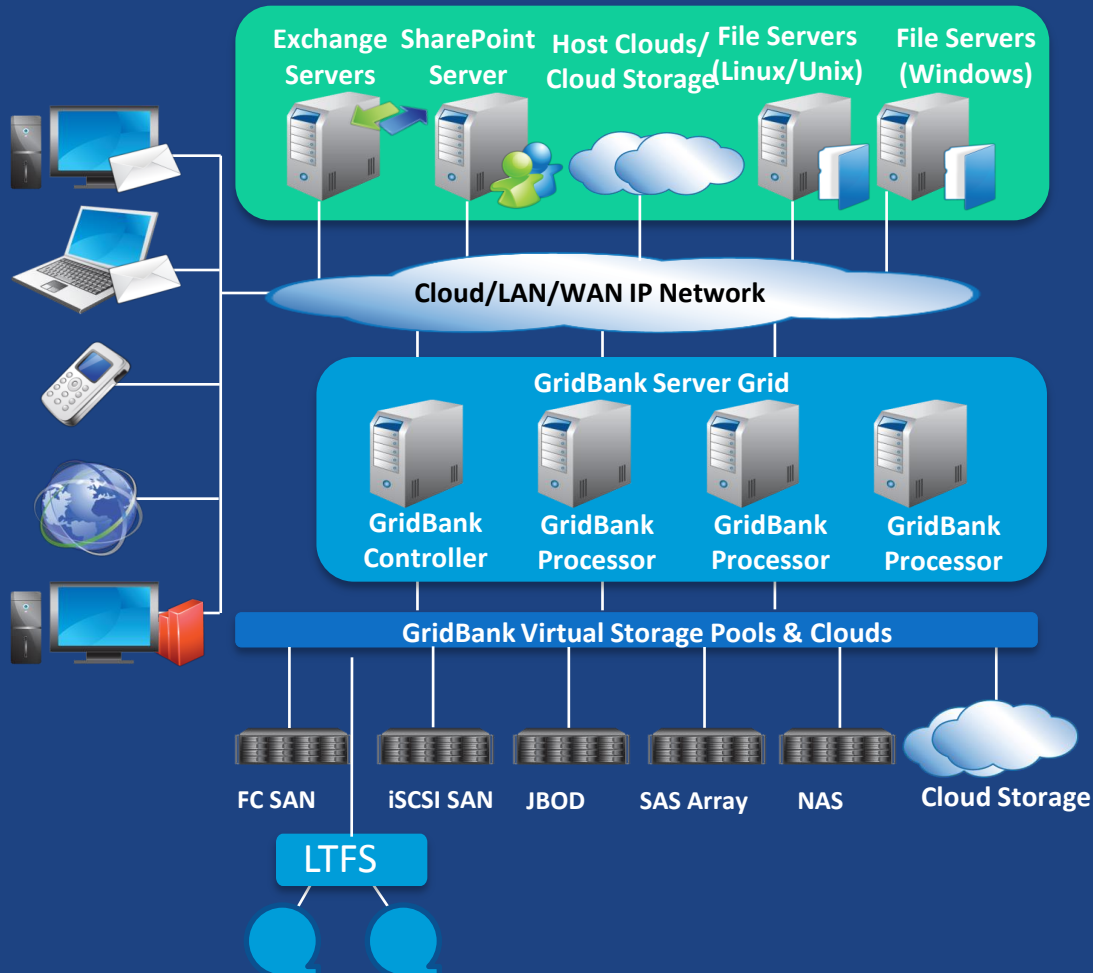 Exchange
Servers
SharePoint
Server
Host Clouds/
Cloud Storage
File Servers
(Linux/Unix)
File Servers
(Windows)
Cloud/LAN/WAN IP Network
GridBank Server Grid
GridBank
Controller
GridBank
Processor
GridBank
Processor
GridBank
Processor
GridBank Virtual Storage Pools & Clouds
FC SAN
iSCSI SAN
JBOD
SAS Array
NAS
Cloud Storage
LTFS